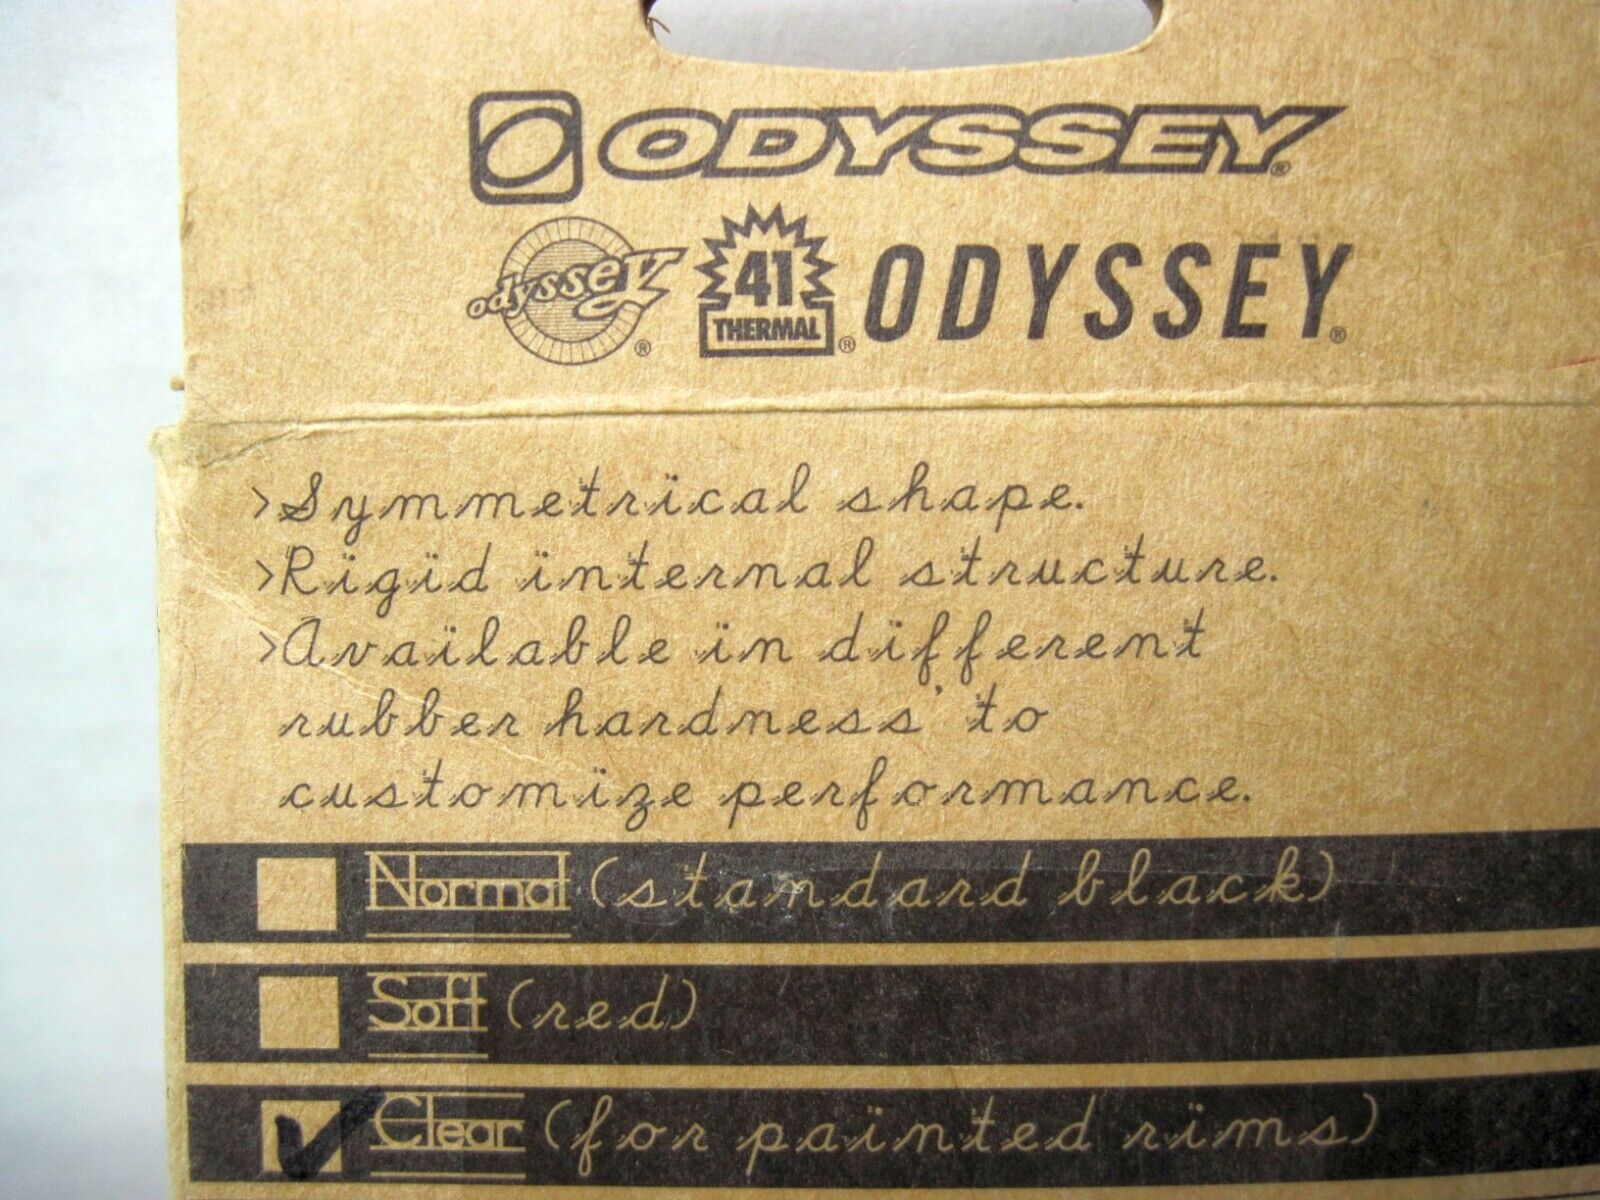 ODYSSEY®
odyssey® 41 THERMAL® ODYSSEY®
>Symmetrical shape.
>Rigid internal structure.
>Available in different
rubber hardness' to
customize performance.
Normal (standard black)
Soft (red)
Clear (for painted rims)